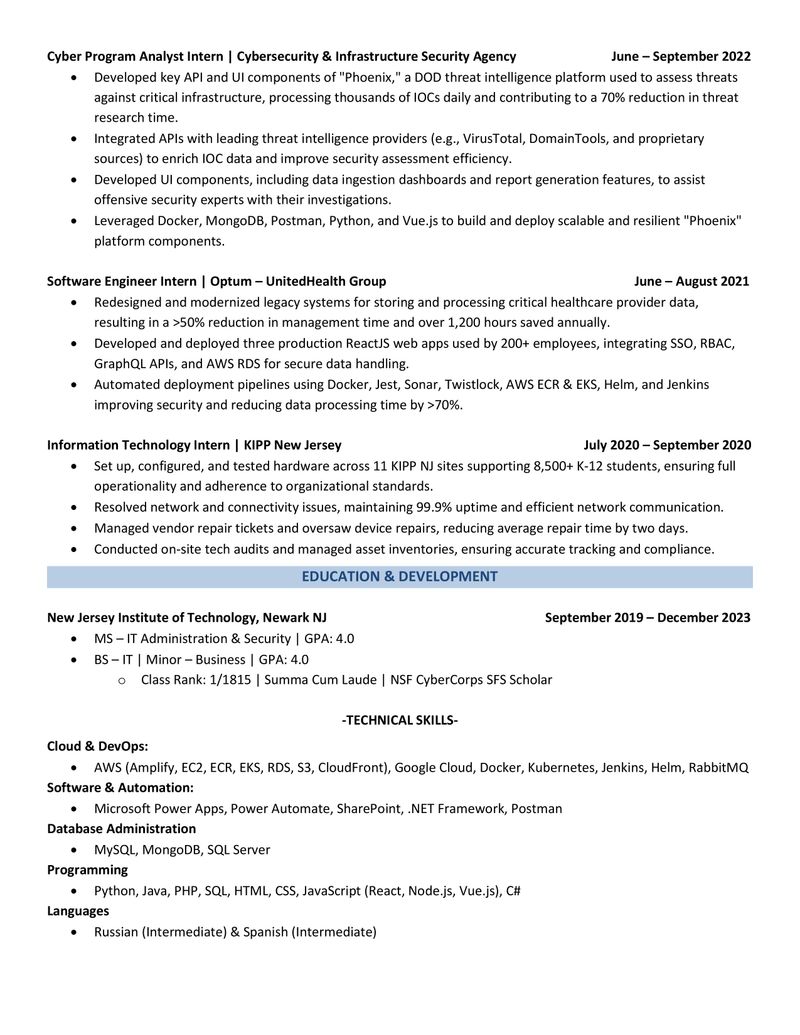 Cyber Program Analyst Intern | Cybersecurity & Infrastructure Security Agency June – September 2022
• Developed key API and UI components of "Phoenix," a DOD threat intelligence platform used to assess threats
against critical infrastructure, processing thousands of IOCs daily and contributing to a 70% reduction in threat
research time.
• Integrated APIs with leading threat intelligence providers (e.g., VirusTotal, DomainTools, and proprietary
sources) to enrich IOC data and improve security assessment efficiency.
• Developed UI components, including data ingestion dashboards and report generation features, to assist
offensive security experts with their investigations.
• Leveraged Docker, MongoDB, Postman, Python, and Vue.js to build and deploy scalable and resilient "Phoenix"
platform components.
Software Engineer Intern | Optum – UnitedHealth Group June – August 2021
• Redesigned and modernized legacy systems for storing and processing critical healthcare provider data,
resulting in a >50% reduction in management time and over 1,200 hours saved annually.
• Developed and deployed three production ReactJS web apps used by 200+ employees, integrating SSO, RBAC,
GraphQL APIs, and AWS RDS for secure data handling.
• Automated deployment pipelines using Docker, Jest, Sonar, Twistlock, AWS ECR & EKS, Helm, and Jenkins
improving security and reducing data processing time by >70%.
Information Technology Intern | KIPP New Jersey July 2020 – September 2020
• Set up, configured, and tested hardware across 11 KIPP NJ sites supporting 8,500+ K-12 students, ensuring full
operationality and adherence to organizational standards.
• Resolved network and connectivity issues, maintaining 99.9% uptime and efficient network communication.
• Managed vendor repair tickets and oversaw device repairs, reducing average repair time by two days.
• Conducted on-site tech audits and managed asset inventories, ensuring accurate tracking and compliance.
EDUCATION & DEVELOPMENT
New Jersey Institute of Technology, Newark NJ September 2019 – December 2023
• MS – IT Administration & Security | GPA: 4.0
• BS – IT | Minor – Business | GPA: 4.0
o Class Rank: 1/1815 | Summa Cum Laude | NSF CyberCorps SFS Scholar
-TECHNICAL SKILLS-
Cloud & DevOps:
• AWS (Amplify, EC2, ECR, EKS, RDS, S3, CloudFront), Google Cloud, Docker, Kubernetes, Jenkins, Helm, RabbitMQ
Software & Automation:
• Microsoft Power Apps, Power Automate, SharePoint, .NET Framework, Postman
Database Administration
• MySQL, MongoDB, SQL Server
Programming
• Python, Java, PHP, SQL, HTML, CSS, JavaScript (React, Node.js, Vue.js), C#
Languages
• Russian (Intermediate) & Spanish (Intermediate)